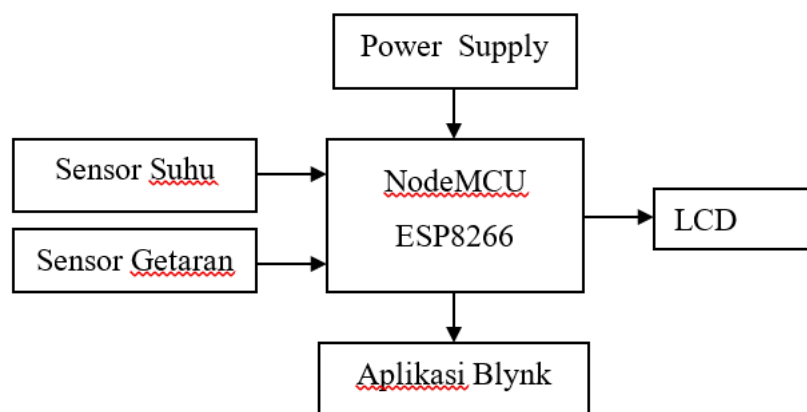 Power Supply
Sensor Suhu
NodeMCU
ESP8266
LCD
Sensor Getaran
Aplikasi Blynk